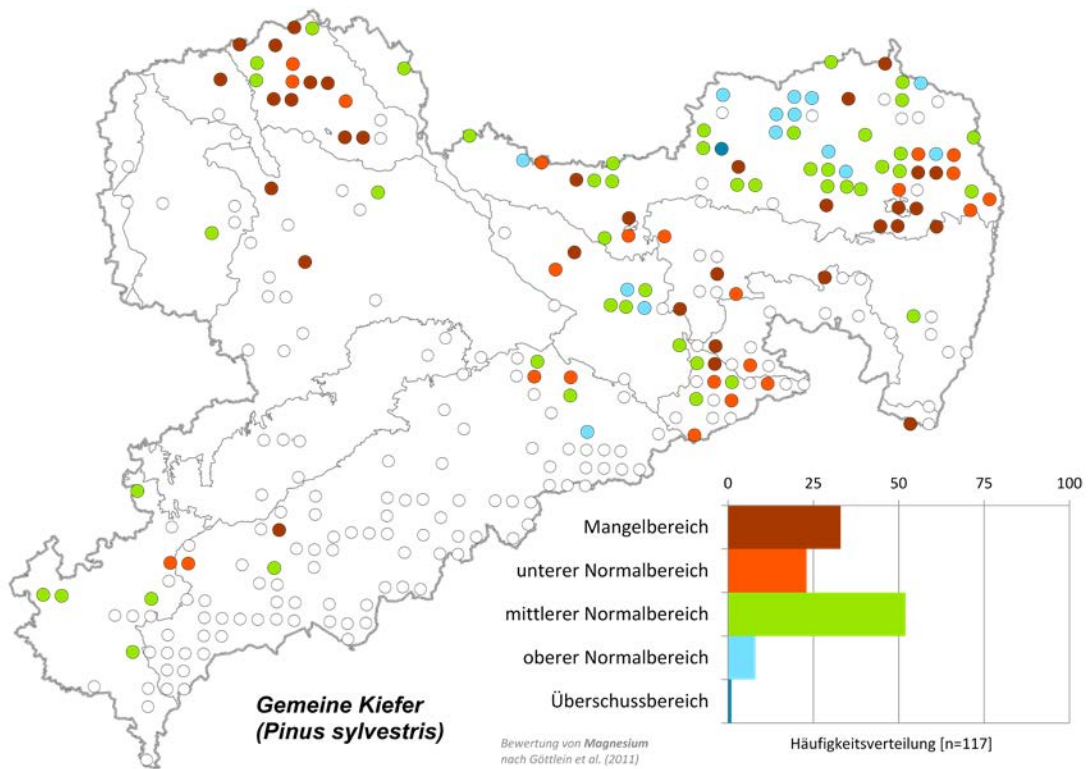 0 25 50 75 100
Mangelbereich
unterer Normalbereich
mittlerer Normalbereich
oberer Normalbereich
Überschussbereich
Häufigkeitsverteilung [n=117]
Gemeine Kiefer
(Pinus sylvestris)
Bewertung von Magnesium
nach Göttlein et al. (2011)